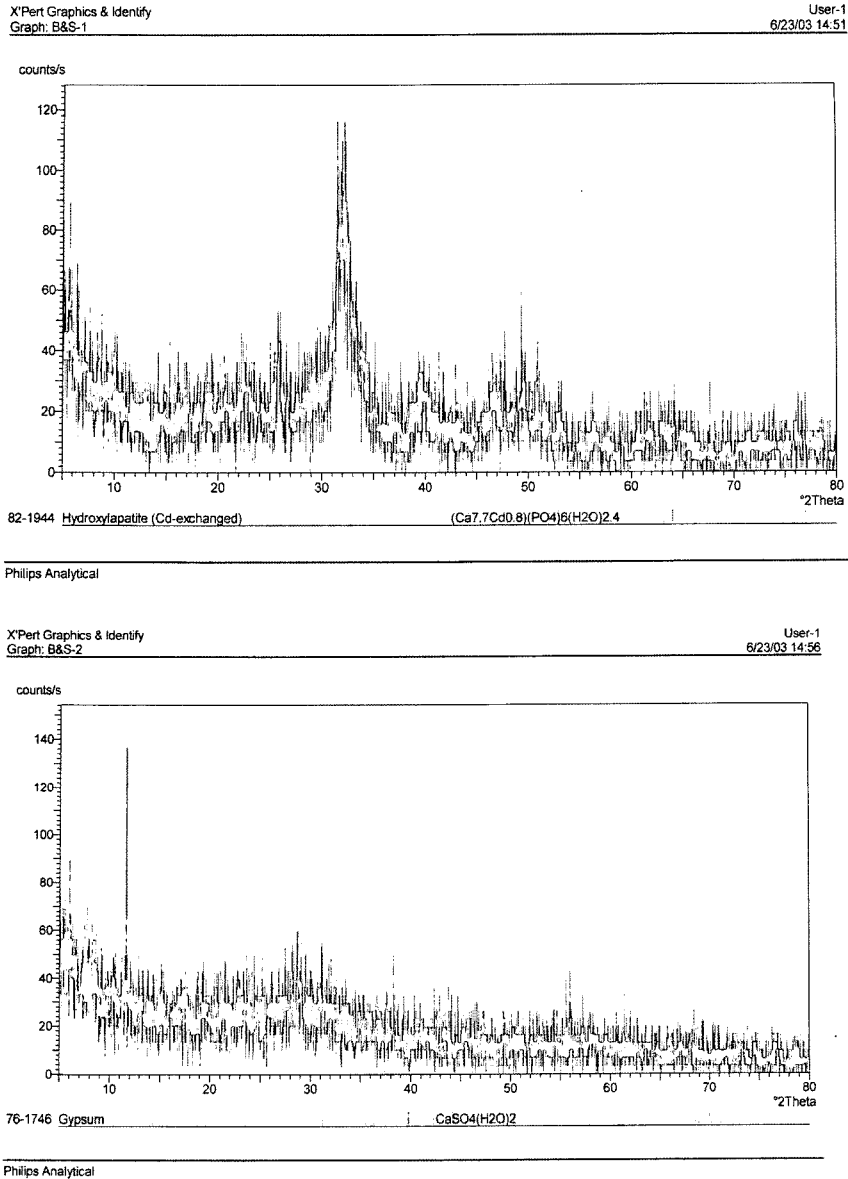 X'Pert Graphics & Identify User-1
Graph: B&S-1 6/23/03 14:51
counts/s
120
100
80
60
40
20
0
10 20 30 40 50 60 70 80
°2Theta
82-1944 Hydroxylapatite (Cd-exchanged) (Ca7.7Cd0.8)(PO4)6(H2O)2.4
Philips Analytical
X'Pert Graphics & Identify User-1
Graph: B&S-2 6/23/03 14:56
counts/s
140
120
100
80
60
40
20
0
10 20 30 40 50 60 70 80
°2Theta
76-1746 Gypsum CaSO4(H2O)2
Philips Analytical